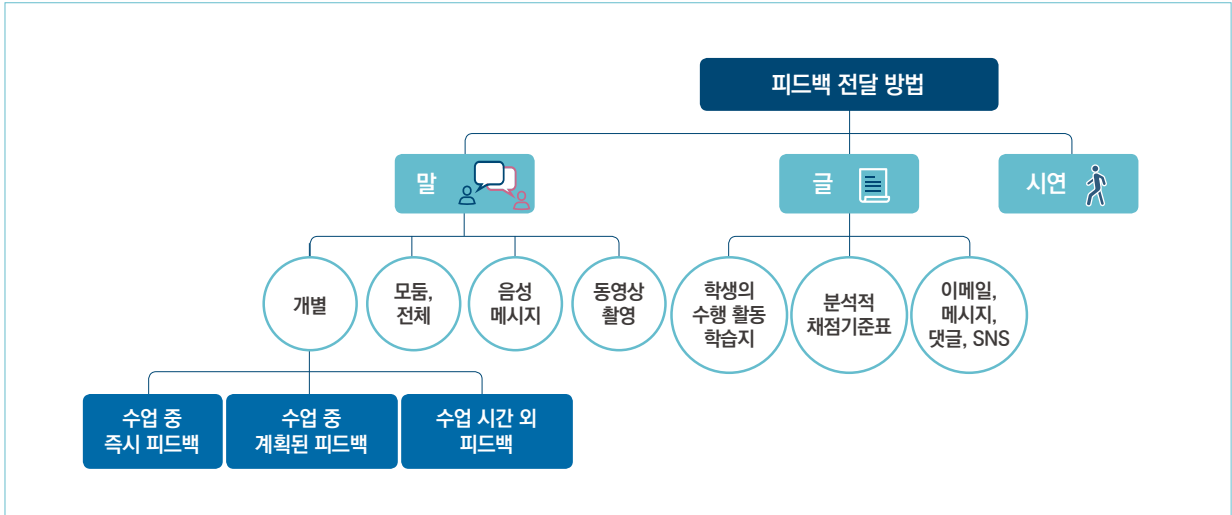 피드백 전달 방법
말
글
시연
개별
모둠,
전체
음성
메시지
동영상
촬영
학생의
수행 활동
학습지
분석적
채점기준표
이메일,
메시지,
댓글, SNS
수업 중
즉시 피드백
수업 중
계획된 피드백
수업 시간 외
피드백